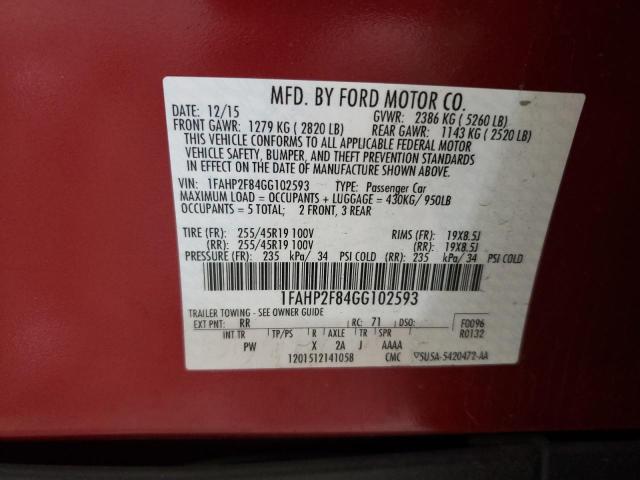 MFD. BY FORD MOTOR CO.
DATE: 12/15 GVWR: 2386 KG ( 5260 LB)
FRONT GAWR: 1279 KG ( 2820 LB) REAR GAWR: 1143 KG ( 2520 LB)
THIS VEHICLE CONFORMS TO ALL APPLICABLE FEDERAL MOTOR
VEHICLE SAFETY, BUMPER, AND THEFT PREVENTION STANDARDS
IN EFFECT ON THE DATE OF MANUFACTURE SHOWN ABOVE.
VIN: 1FAHP2F84GG102593 TYPE: Passenger Car
MAXIMUM LOAD = OCCUPANTS + LUGGAGE = 430KG/ 950LB
OCCUPANTS = 5 TOTAL: 2 FRONT, 3 REAR
TIRE (FR): 255/45R19 100V RIMS (FR): 19X8.5J
(RR): 255/45R19 100V (RR): 19X8.5J
PRESSURE (FR): 235 kPa/ 34 PSI COLD (RR): 235 kPa/ 34 PSI COLD
1FAHP2F84GG102593
TRAILER TOWING - SEE OWNER GUIDE
EXT PNT: RR RC: 71 DSO: F0096
INT TR TP/PS R AXLE TR SPR R0132
PW X 2A J AAAA
1201512141058 CMC 5U5A-5420472-AA